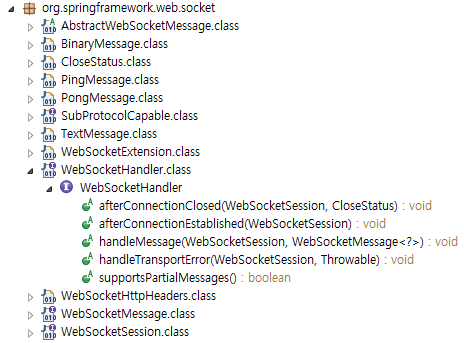 org.springframework.web.socket
AbstractWebSocketMessage.class
BinaryMessage.class
CloseStatus.class
PingMessage.class
PongMessage.class
SubProtocolCapable.class
TextMessage.class
WebSocketExtension.class
WebSocketHandler.class
WebSocketHandler
afterConnectionClosed(WebSocketSession, CloseStatus) : void
afterConnectionEstablished(WebSocketSession) : void
handleMessage(WebSocketSession, WebSocketMessage<?>) : void
handleTransportError(WebSocketSession, Throwable) : void
supportsPartialMessages() : boolean
WebSocketHttpHeaders.class
WebSocketMessage.class
WebSocketSession.class